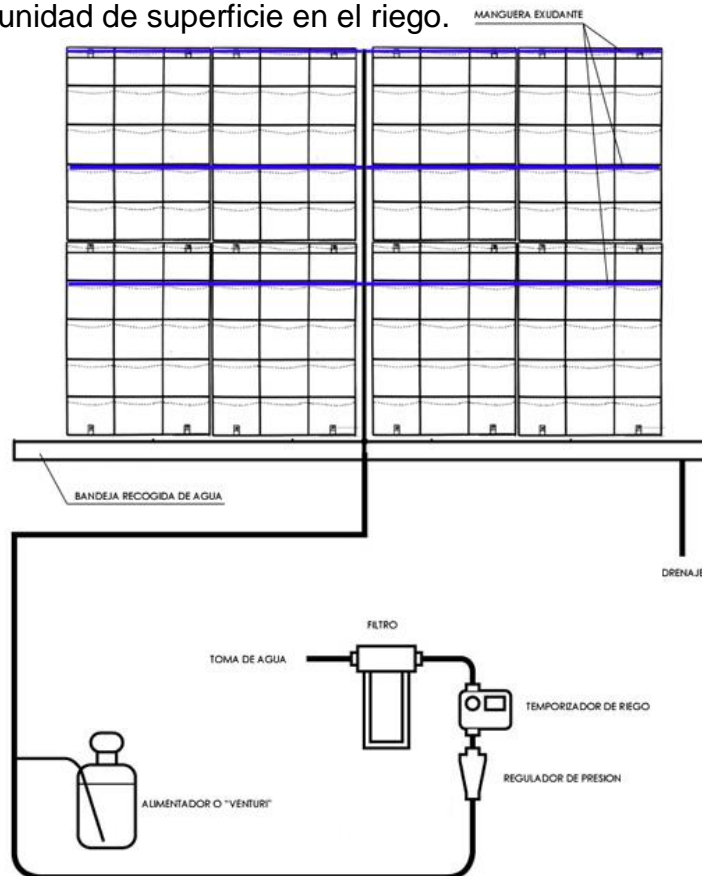 unidad de superficie en el riego.
MANGUERA EXUDANTE
BANDEJA RECOGIDA DE AGUA
DRENAJE
FILTRO
TOMA DE AGUA
TEMPORIZADOR DE RIEGO
REGULADOR DE PRESION
ALIMENTADOR O "VENTURI"